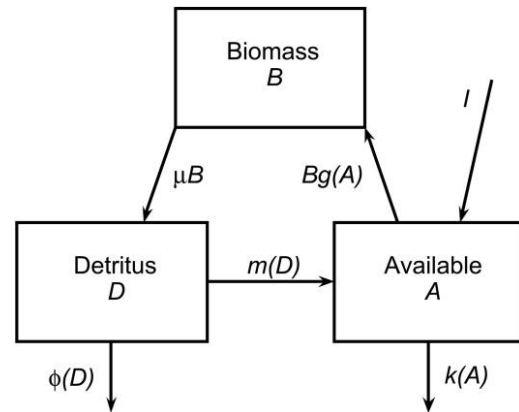 Biomass
B
I
μB
Bg(A)
Detritus
D
m(D)
Available
A
ϕ(D)
k(A)